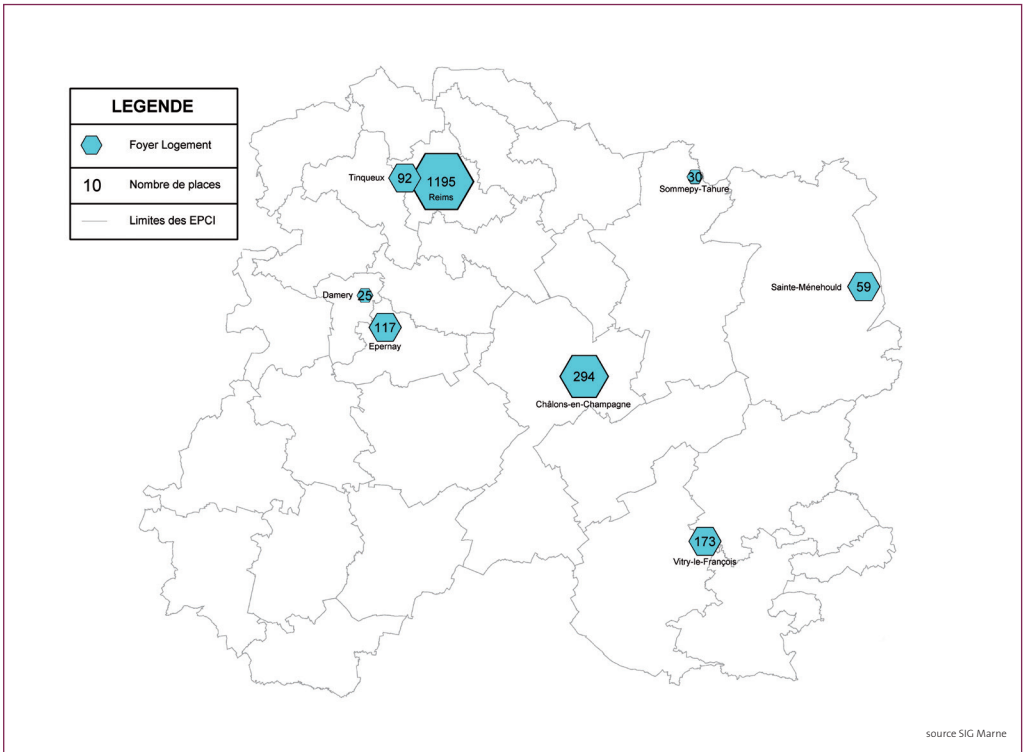 LEGENDE
Foyer Logement
10 Nombre de places
Limites des EPCI
Tinqueux 92
1195
Reims
30
Sommepy-Tahure
Sainte-Ménehould 59
Damery 25
117
Epernay
294
Châlons-en-Champagne
173
Vitry-le-François
source SIG Marne